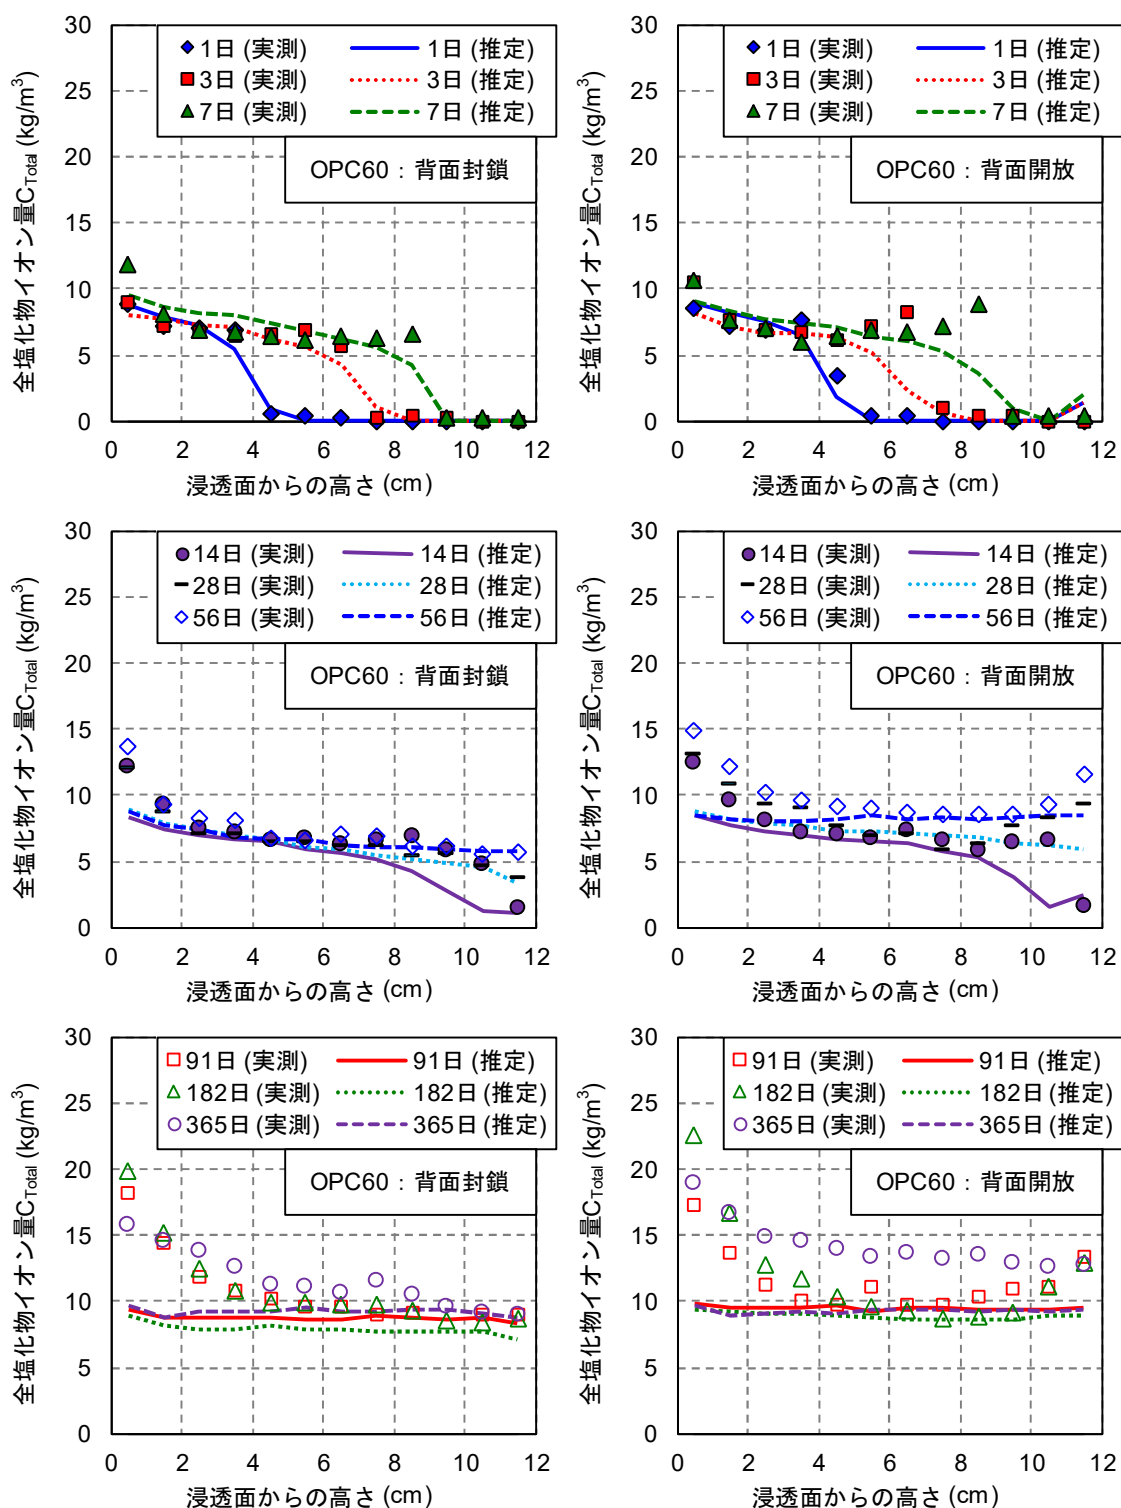 30
25
20
15
10
5
0
全塩化物イオン量C_Total (kg/m³)
1日 (実測) 1日 (推定)
3日 (実測) 3日 (推定)
7日 (実測) 7日 (推定)
OPC60：背面封鎖
0 2 4 6 8 10 12
浸透面からの高さ (cm)
30
25
20
15
10
5
0
全塩化物イオン量C_Total (kg/m³)
1日 (実測) 1日 (推定)
3日 (実測) 3日 (推定)
7日 (実測) 7日 (推定)
OPC60：背面開放
0 2 4 6 8 10 12
浸透面からの高さ (cm)
30
25
20
15
10
5
0
全塩化物イオン量C_Total (kg/m³)
14日 (実測) 14日 (推定)
28日 (実測) 28日 (推定)
56日 (実測) 56日 (推定)
OPC60：背面封鎖
0 2 4 6 8 10 12
浸透面からの高さ (cm)
30
25
20
15
10
5
0
全塩化物イオン量C_Total (kg/m³)
14日 (実測) 14日 (推定)
28日 (実測) 28日 (推定)
56日 (実測) 56日 (推定)
OPC60：背面開放
0 2 4 6 8 10 12
浸透面からの高さ (cm)
30
25
20
15
10
5
0
全塩化物イオン量C_Total (kg/m³)
91日 (実測) 91日 (推定)
182日 (実測) 182日 (推定)
365日 (実測) 365日 (推定)
OPC60：背面封鎖
0 2 4 6 8 10 12
浸透面からの高さ (cm)
30
25
20
15
10
5
0
全塩化物イオン量C_Total (kg/m³)
91日 (実測) 91日 (推定)
182日 (実測) 182日 (推定)
365日 (実測) 365日 (推定)
OPC60：背面開放
0 2 4 6 8 10 12
浸透面からの高さ (cm)